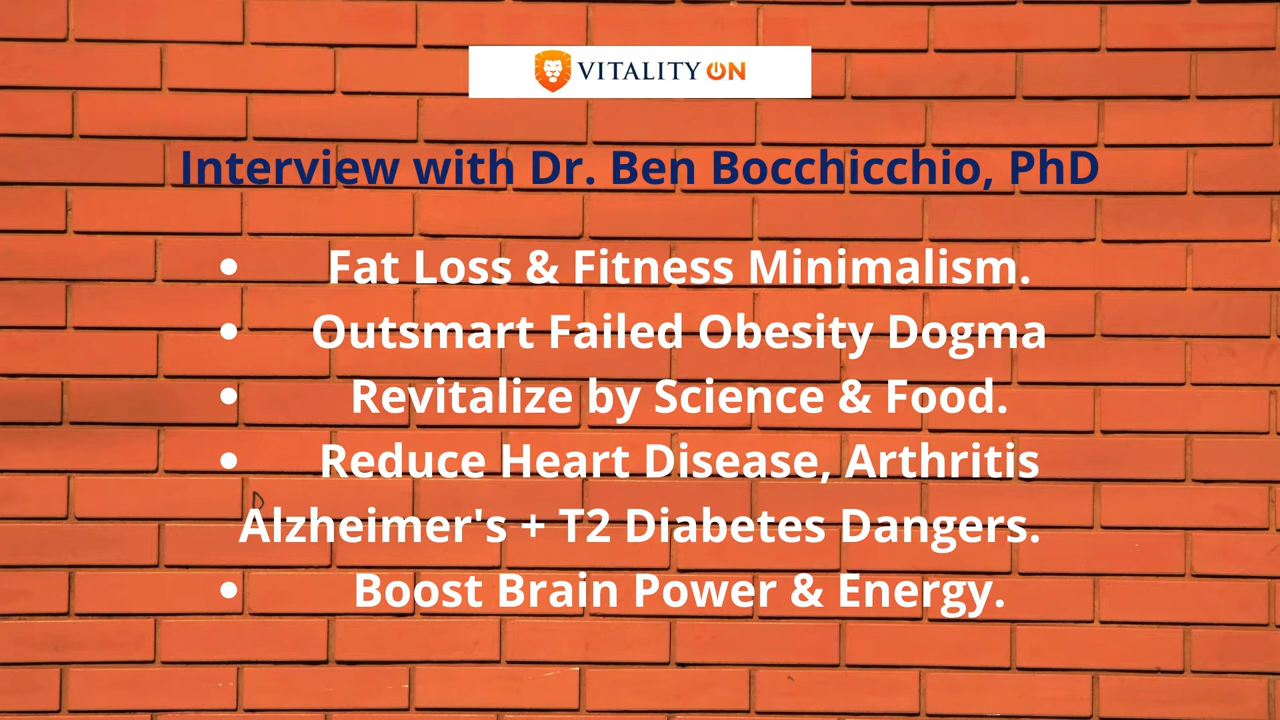 VITALITY ON
Interview with Dr. Ben Bocchicchio, PhD
• Fat Loss & Fitness Minimalism.
• Outsmart Failed Obesity Dogma
• Revitalize by Science & Food.
• Reduce Heart Disease, Arthritis
Alzheimer's + T2 Diabetes Dangers.
• Boost Brain Power & Energy.